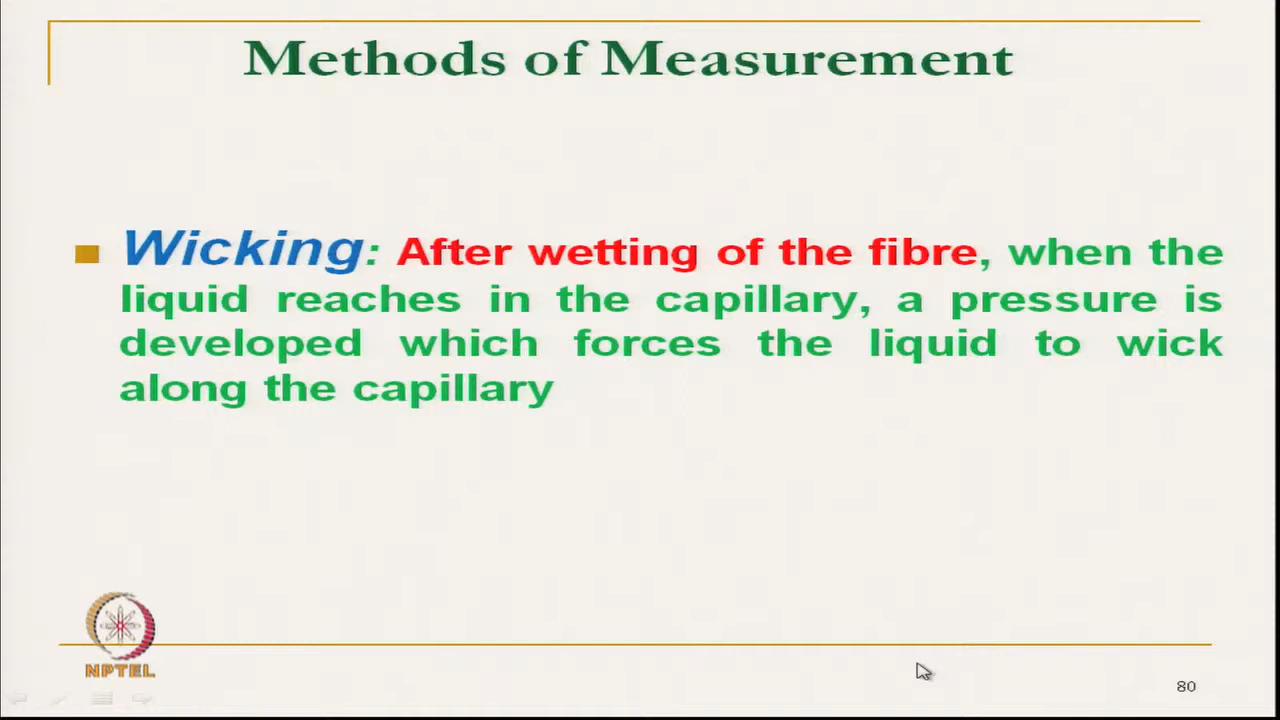 Methods of Measurement
Wicking: After wetting of the fibre, when the
liquid reaches in the capillary, a pressure is
developed which forces the liquid to wick
along the capillary
NPTEL
80